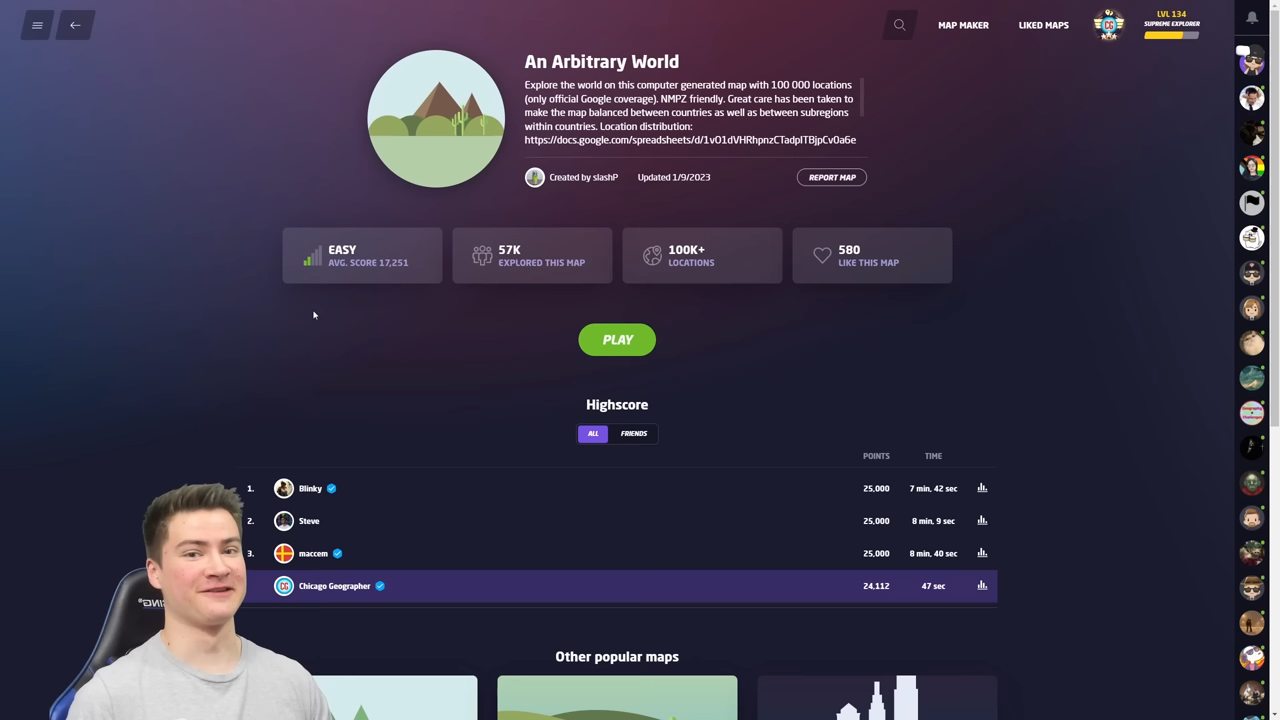 MAP MAKER
LIKED MAPS
LVL 134
SUPREME EXPLORER
An Arbitrary World
Explore the world on this computer generated map with 100 000 locations
(only official Google coverage). NMPZ friendly. Great care has been taken to
make the map balanced between countries as well as between subregions
within countries. Location distribution:
https://docs.google.com/spreadsheets/d/1vO1dVHRhpnzCTadpITBjpCv0a6e
Created by slashP
Updated 1/9/2023
REPORT MAP
EASY
AVG. SCORE 17,251
57K
EXPLORED THIS MAP
100K+
LOCATIONS
580
LIKE THIS MAP
PLAY
Highscore
ALL
FRIENDS
POINTS
TIME
1.
Blinky
25,000
7 min, 42 sec
2.
Steve
25,000
8 min, 9 sec
3.
maccem
25,000
8 min, 40 sec
CG
Chicago Geographer
24,112
47 sec
Other popular maps